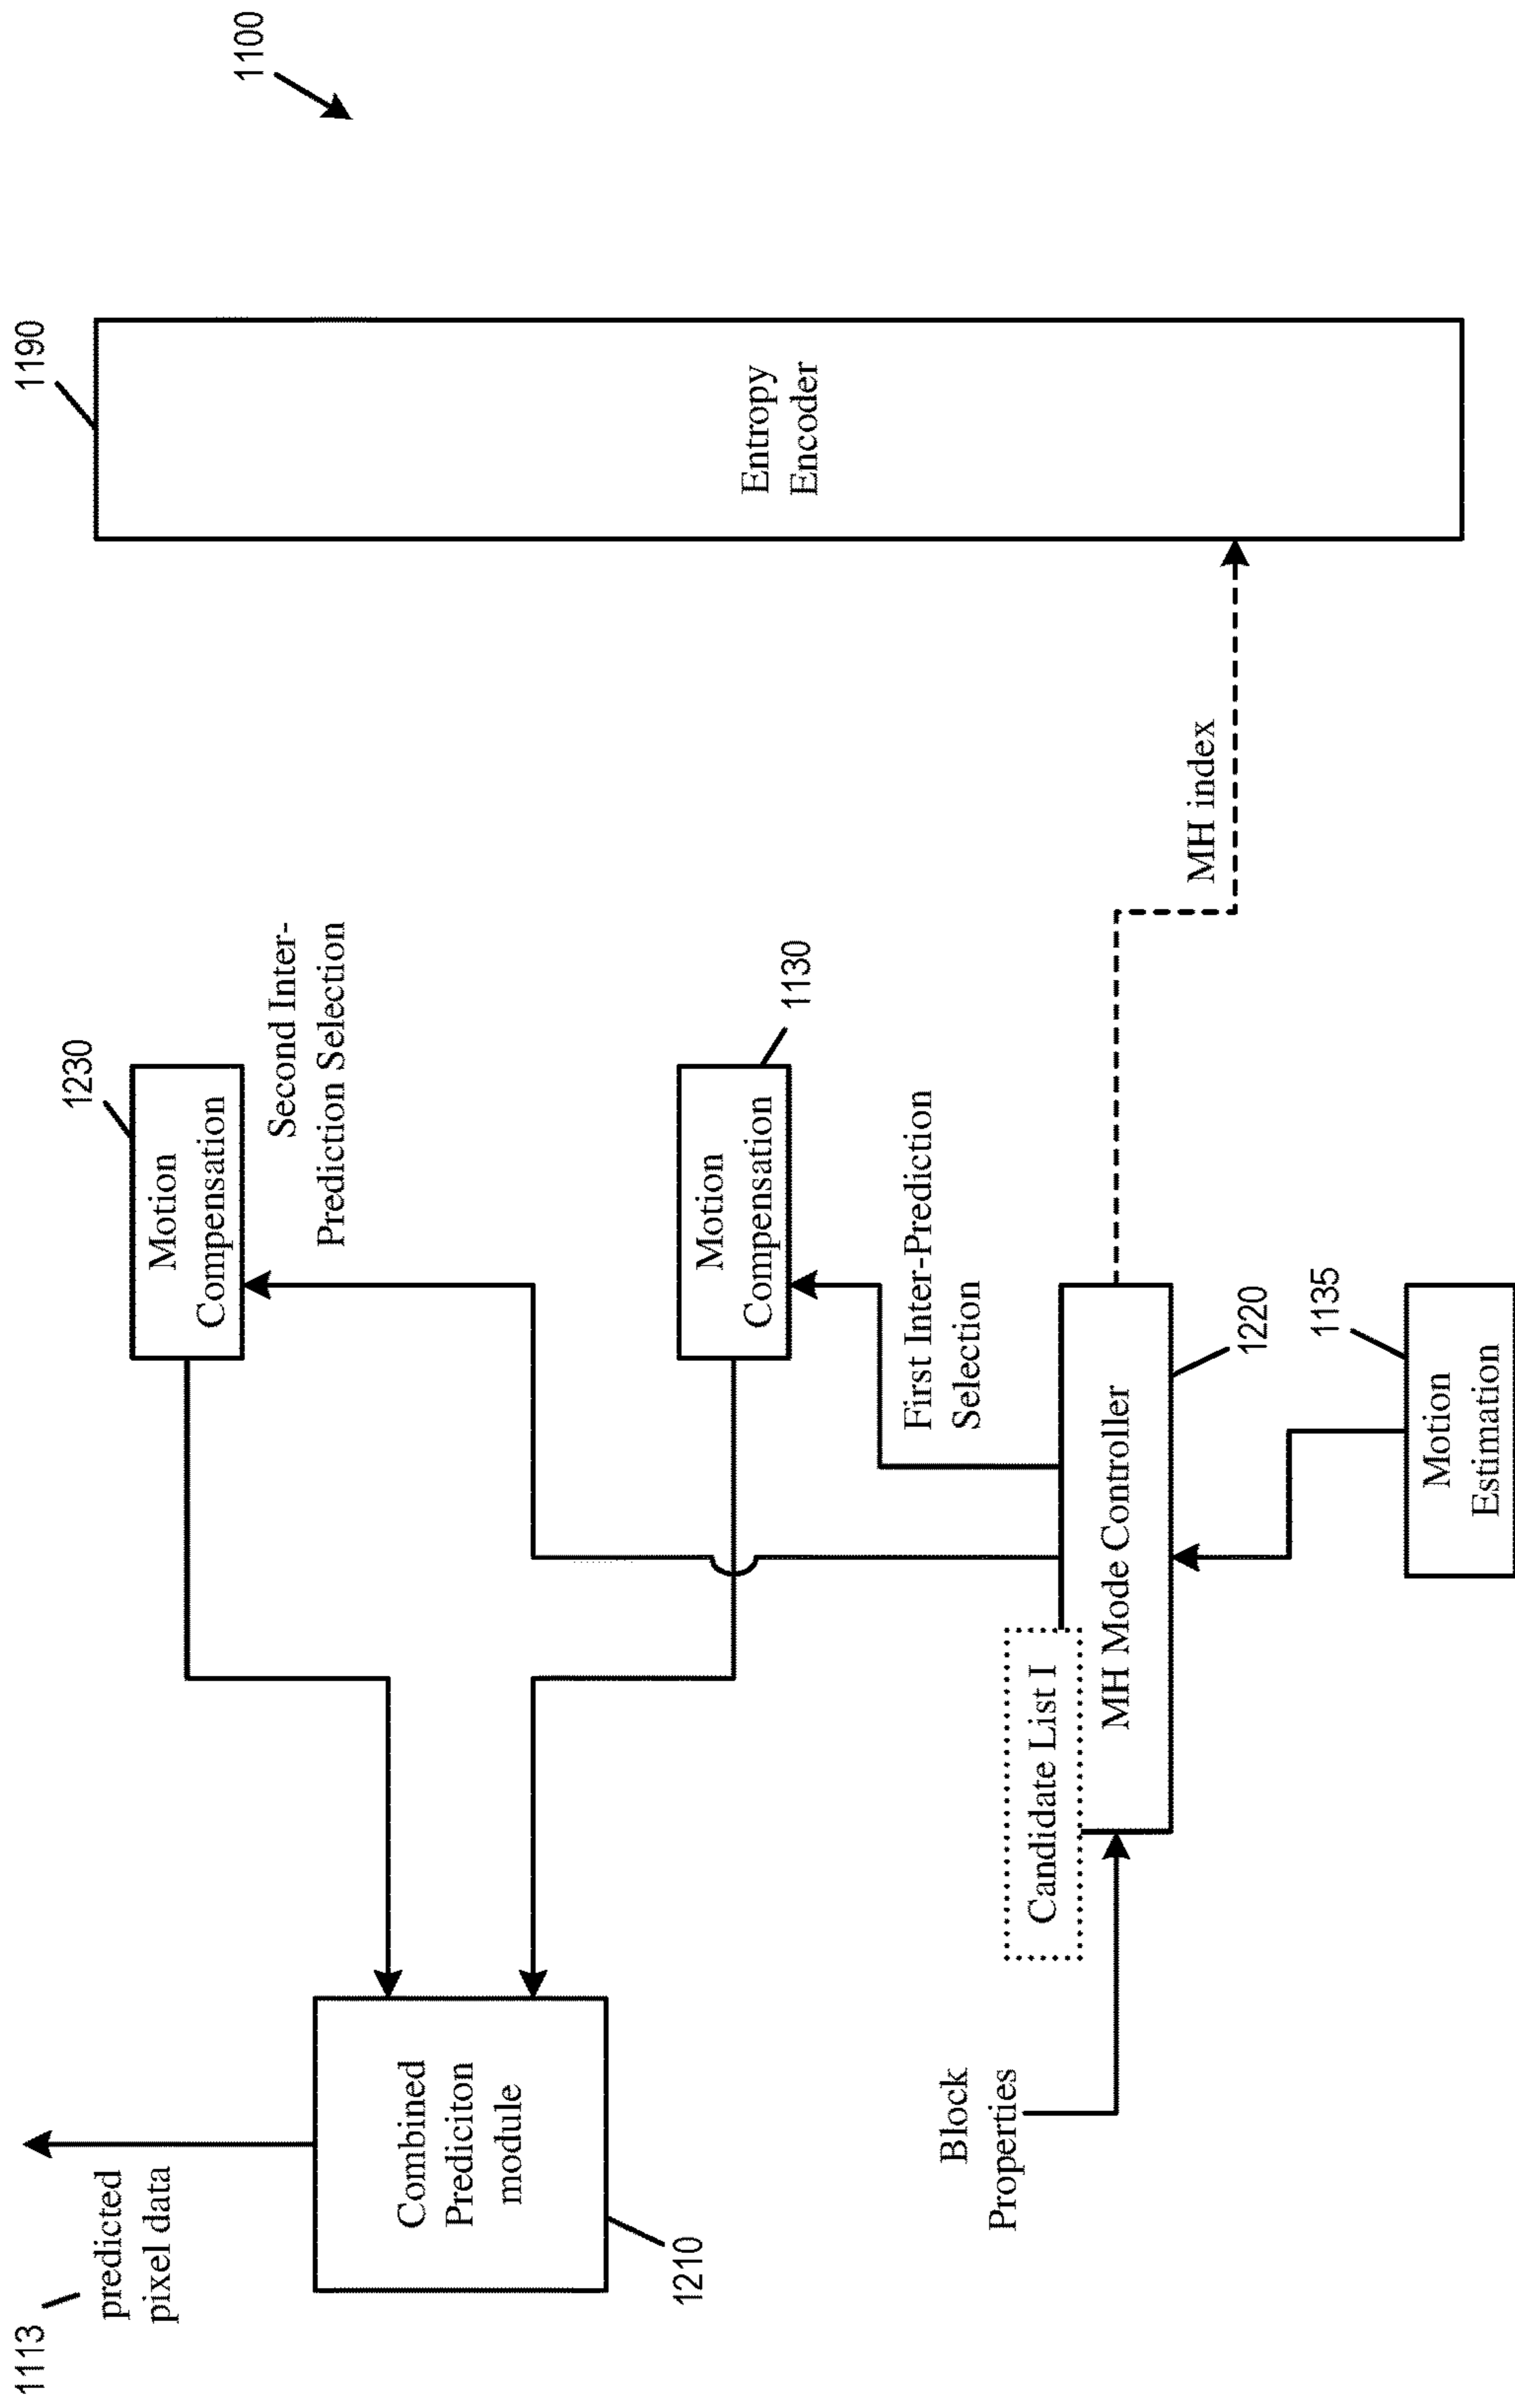 1113
predicted
pixel data
1230
1190
1100
Motion
Compensation
Combined
Prediciton
module
1210
Second Inter-
Prediction Selection
Motion
Compensation
1130
Entropy
Encoder
Block
Properties
First Inter-Prediction
Selection
Candidate List I
MH Mode Controller
1220
MH index
1135
Motion
Estimation